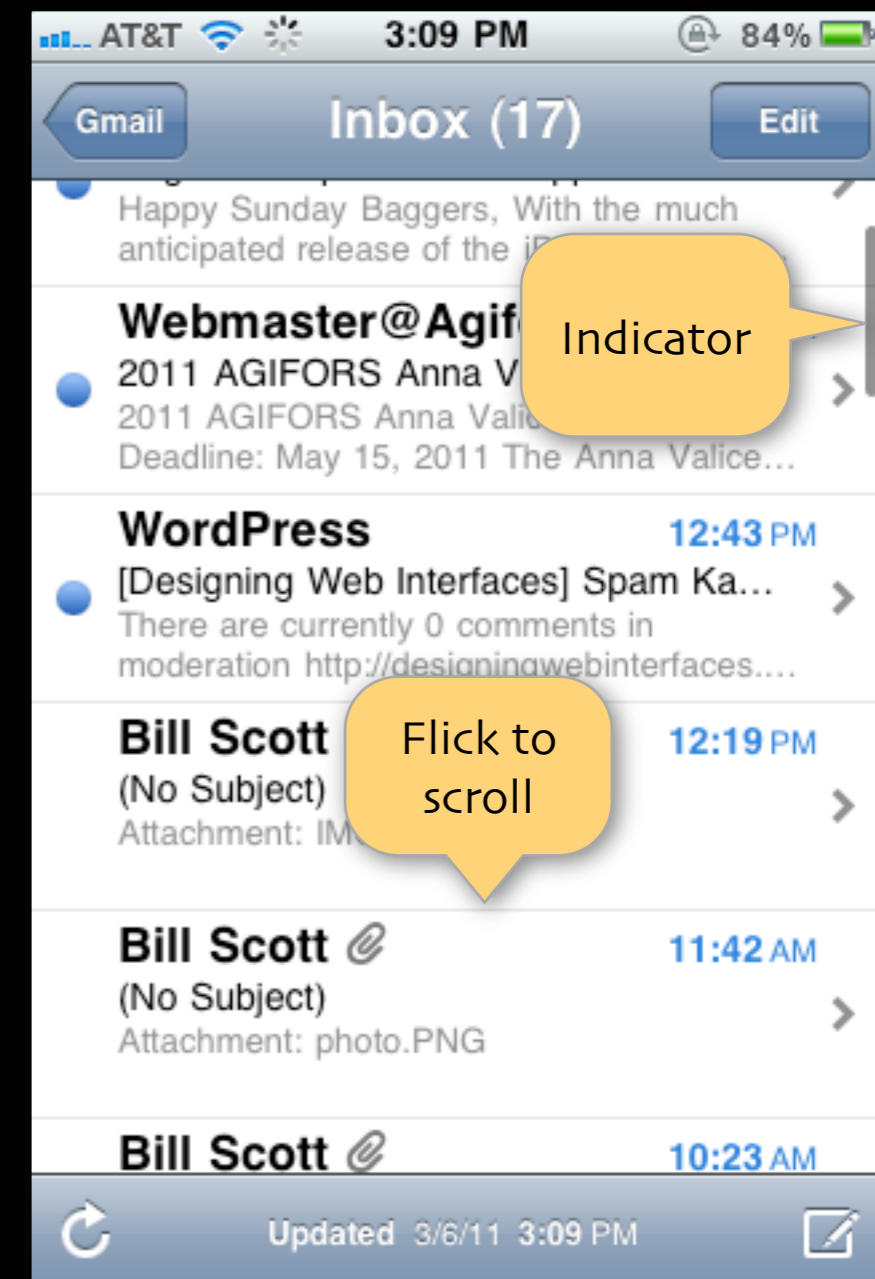 AT&T 3:09 PM 84%
Gmail Inbox (17) Edit
Happy Sunday Baggers, With the much
anticipated release of the
Webmaster@Agif
2011 AGIFORS Anna V
2011 AGIFORS Anna Valic
Deadline: May 15, 2011 The Anna Valice...
Indicator
WordPress 12:43 PM
[Designing Web Interfaces] Spam Ka...
There are currently 0 comments in
moderation http://designingwebinterfaces....
Bill Scott 12:19 PM
(No Subject)
Attachment: IM
Flick to
scroll
Bill Scott 11:42 AM
(No Subject)
Attachment: photo.PNG
Bill Scott 10:23 AM
Updated 3/6/11 3:09 PM